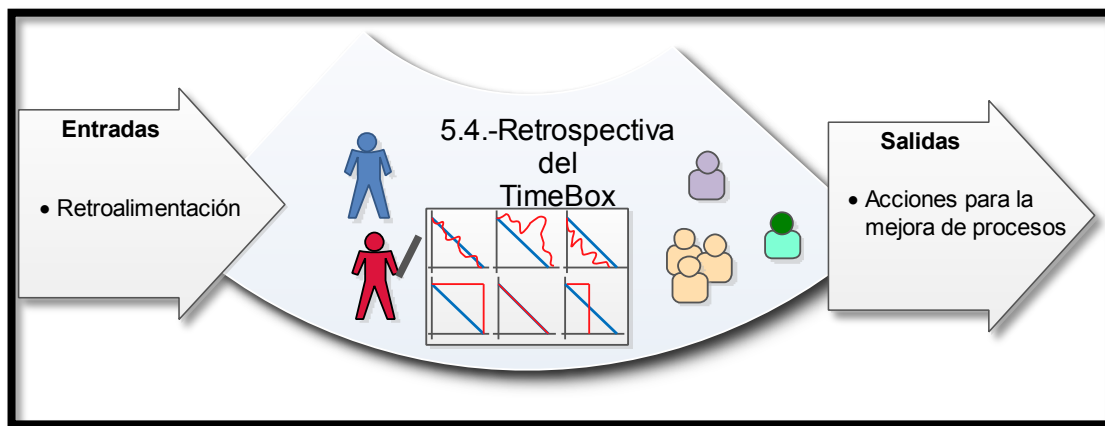 Entradas
• Retroalimentación
5.4.-Retrospectiva
del
TimeBox
Salidas
• Acciones para la
mejora de procesos